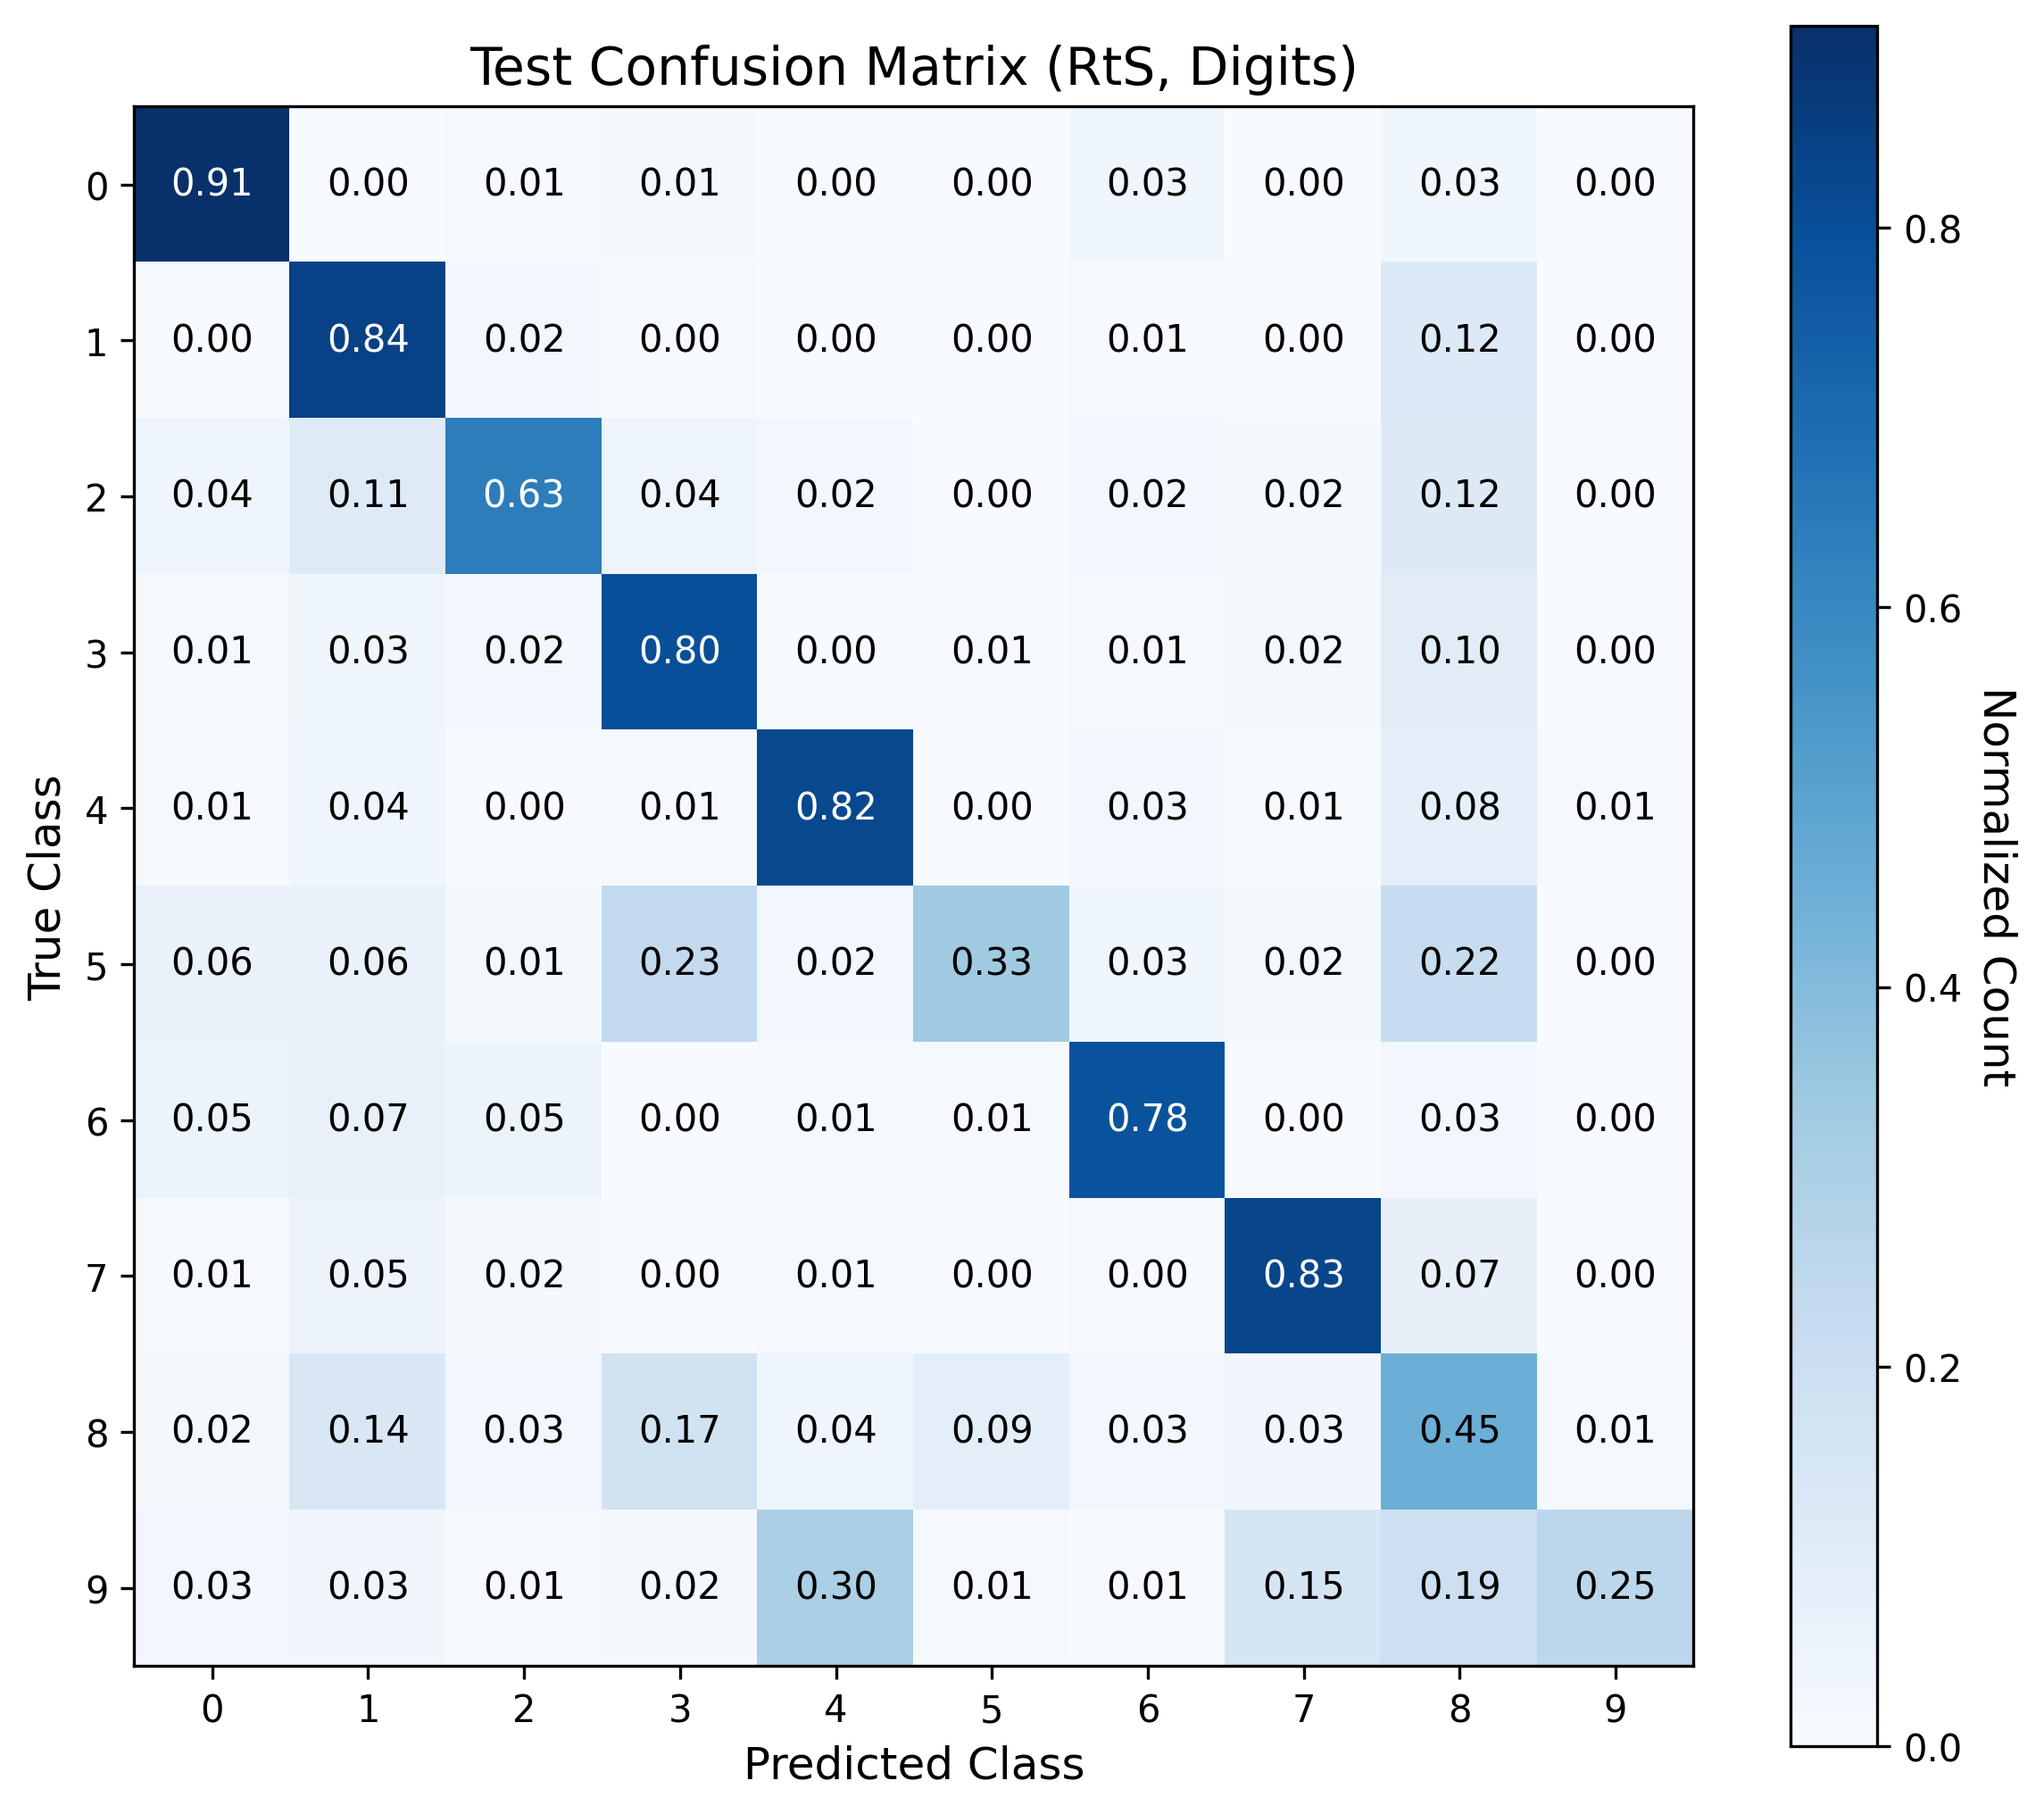 Test Confusion Matrix (RtS, Digits)
0 0.91 0.00 0.01 0.01 0.00 0.00 0.03 0.00 0.03 0.00
1 0.00 0.84 0.02 0.00 0.00 0.00 0.01 0.00 0.12 0.00
2 0.04 0.11 0.63 0.04 0.02 0.00 0.02 0.02 0.12 0.00
3 0.01 0.03 0.02 0.80 0.00 0.01 0.01 0.02 0.10 0.00
4 0.01 0.04 0.00 0.01 0.82 0.00 0.03 0.01 0.08 0.01
5 0.06 0.06 0.01 0.23 0.02 0.33 0.03 0.02 0.22 0.00
6 0.05 0.07 0.05 0.00 0.01 0.01 0.78 0.00 0.03 0.00
7 0.01 0.05 0.02 0.00 0.01 0.00 0.00 0.83 0.07 0.00
8 0.02 0.14 0.03 0.17 0.04 0.09 0.03 0.03 0.45 0.01
9 0.03 0.03 0.01 0.02 0.30 0.01 0.01 0.15 0.19 0.25
0 1 2 3 4 5 6 7 8 9
Predicted Class
True Class
0.8
0.6
0.4
0.2
0.0
Normalized Count